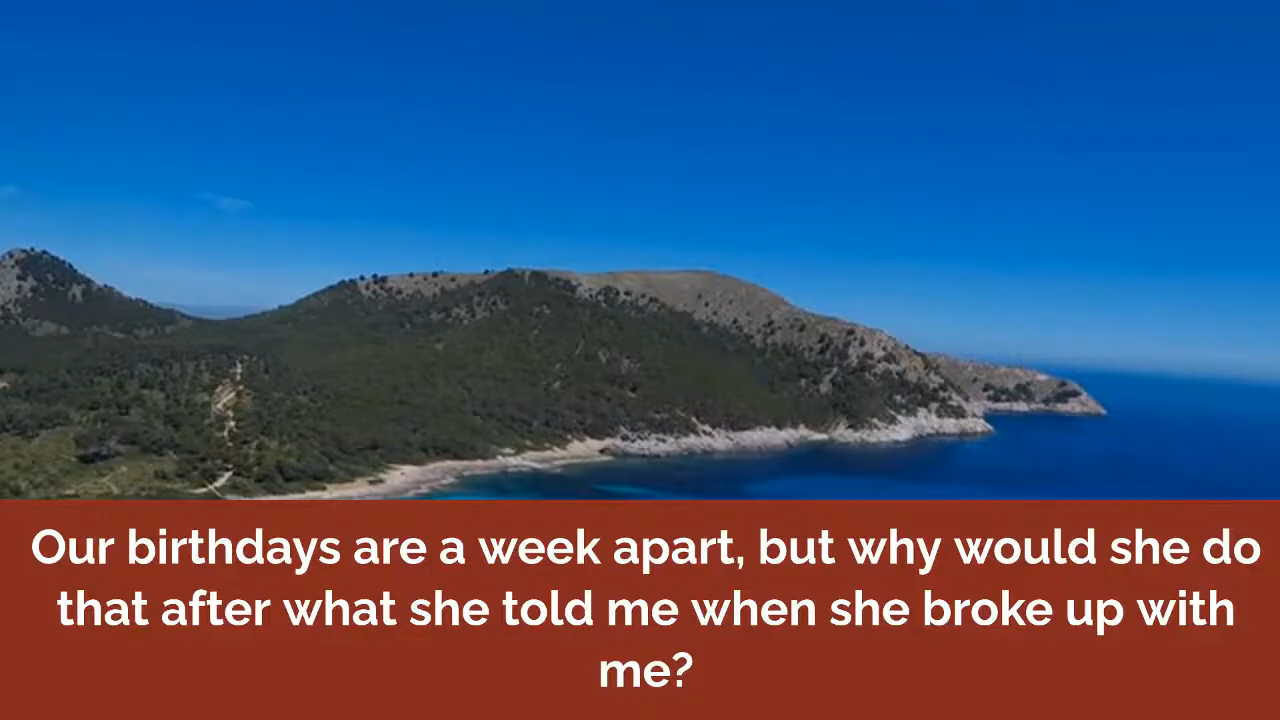 Our birthdays are a week apart, but why would she do
that after what she told me when she broke up with
me?